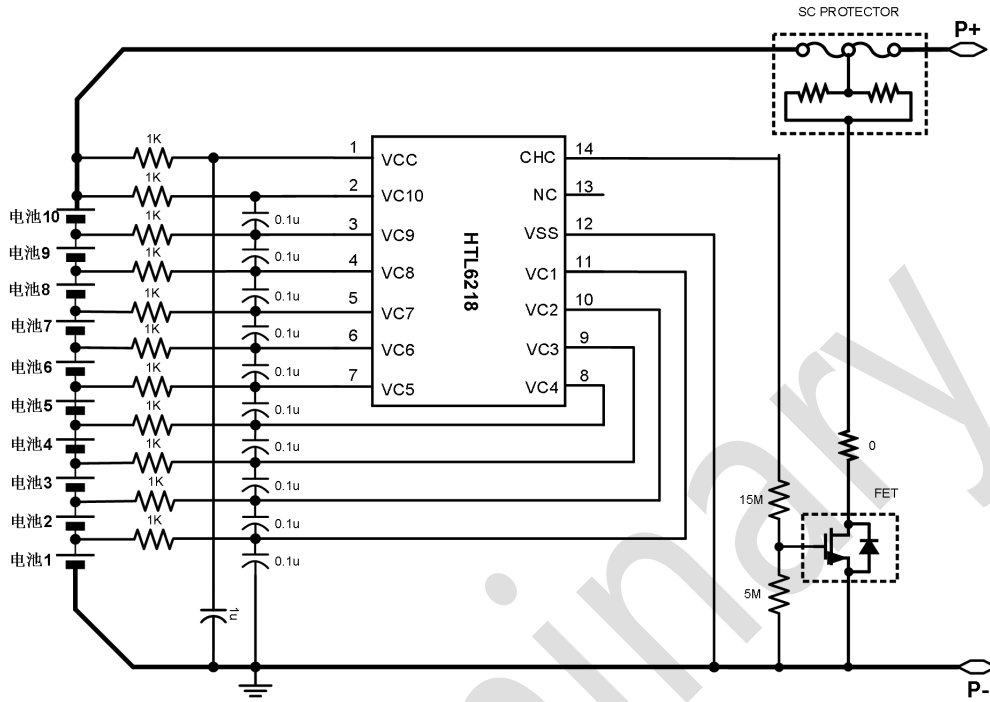 SC PROTECTOR
P+
1K
1
VCC
CHC
14
1K
2
VC10
NC
13
电池10
1K
0.1u
3
VC9
VSS
12
电池9
1K
0.1u
4
VC8
VC1
11
电池8
1K
0.1u
5
VC7
VC2
10
电池7
1K
0.1u
6
VC6
VC3
9
电池6
1K
0.1u
7
VC5
VC4
8
HTL6218
电池5
1K
0.1u
电池4
1K
0.1u
0
电池3
1K
0.1u
15M
FET
电池2
1K
0.1u
电池1
0.1u
5M
1u
P-
inary